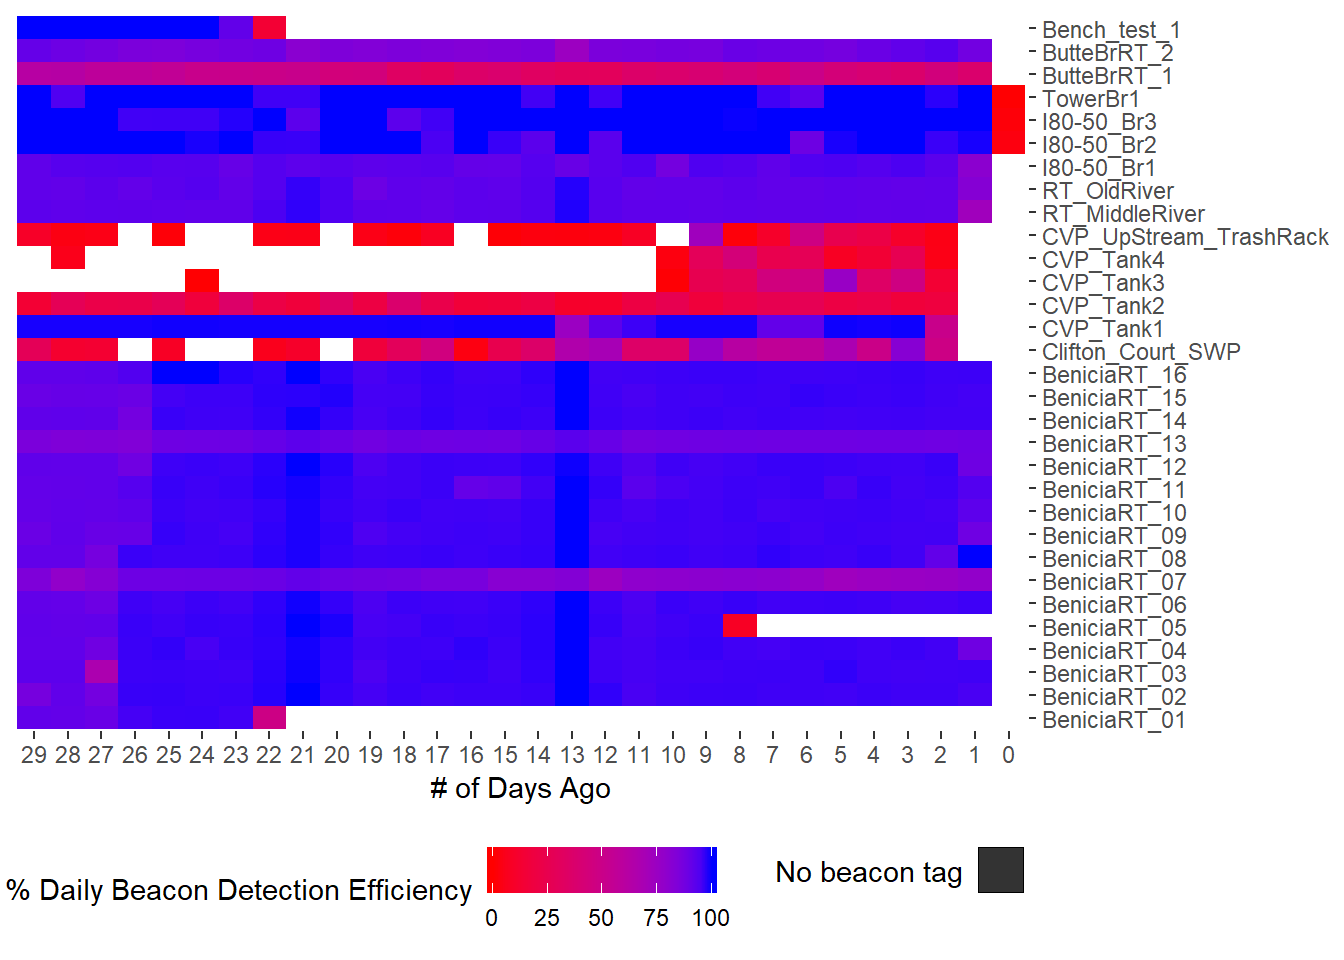 Bench_test_1
ButteBrRT_2
ButteBrRT_1
TowerBr1
I80-50_Br3
I80-50_Br2
I80-50_Br1
RT_OldRiver
RT_MiddleRiver
CVP_UpStream_TrashRack
CVP_Tank4
CVP_Tank3
CVP_Tank2
CVP_Tank1
Clifton_Court_SWP
BeniciaRT_16
BeniciaRT_15
BeniciaRT_14
BeniciaRT_13
BeniciaRT_12
BeniciaRT_11
BeniciaRT_10
BeniciaRT_09
BeniciaRT_08
BeniciaRT_07
BeniciaRT_06
BeniciaRT_05
BeniciaRT_04
BeniciaRT_03
BeniciaRT_02
BeniciaRT_01
29 28 27 26 25 24 23 22 21 20 19 18 17 16 15 14 13 12 11 10 9 8 7 6 5 4 3 2 1 0
# of Days Ago
% Daily Beacon Detection Efficiency
0 25 50 75 100
No beacon tag